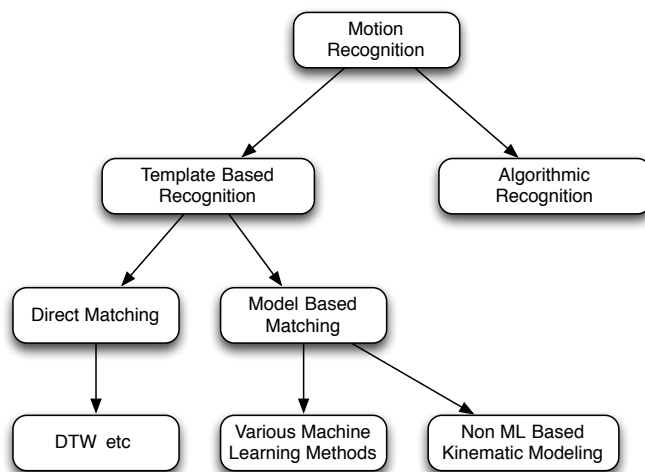 Motion
Recognition
Template Based
Recognition
Algorithmic
Recognition
Direct Matching
Model Based
Matching
DTW etc
Various Machine
Learning Methods
Non ML Based
Kinematic Modeling